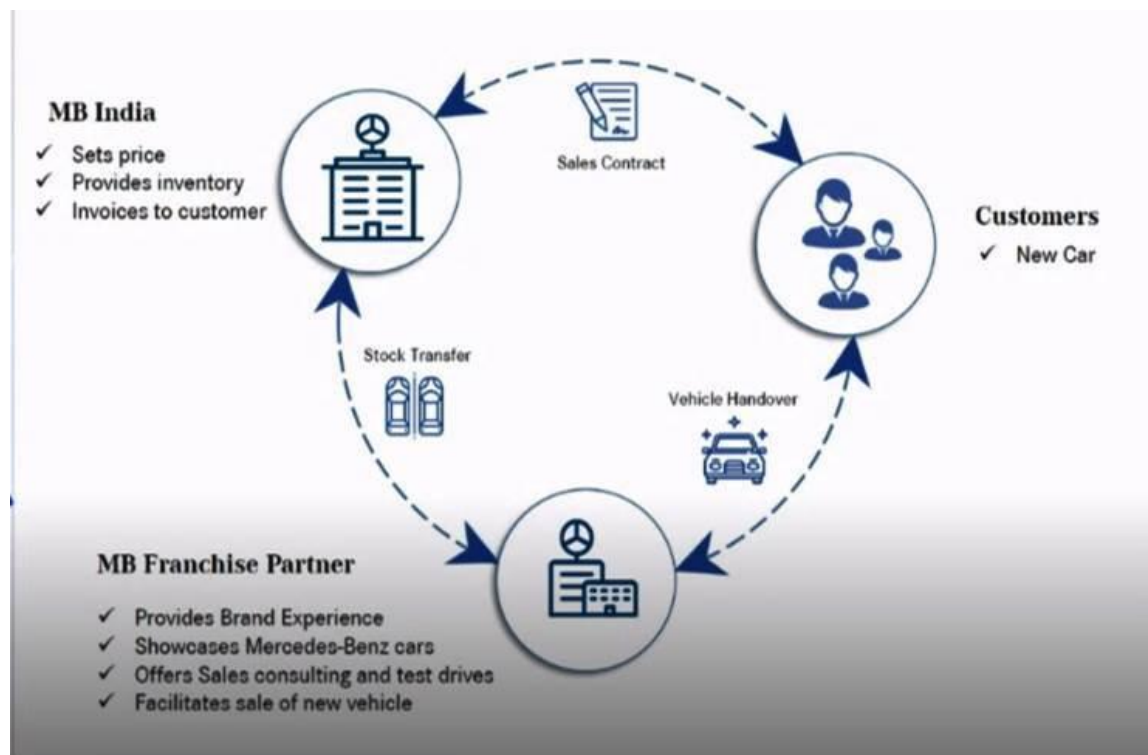 MB India
✓ Sets price
✓ Provides inventory
✓ Invoices to customer
Sales Contract
Customers
✓ New Car
Stock Transfer
Vehicle Handover
MB Franchise Partner
✓ Provides Brand Experience
✓ Showcases Mercedes-Benz cars
✓ Offers Sales consulting and test drives
✓ Facilitates sale of new vehicle